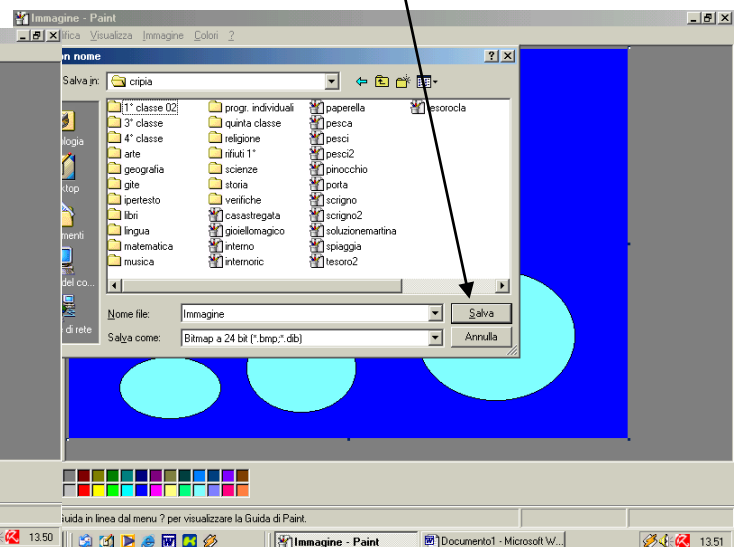 Immagine - Paint
ifica Visualizza Immagine Colori ?
on nome
Salva in: cripia
1° classe 02
3° classe
4° classe
arte
geografia
gite
ipertesto
libri
lingua
matematica
musica
progr. individuali
quinta classe
religione
rifiuti 1°
scienze
storia
verifiche
casastregata
gioiellomagico
interno
internoric
paperella
pesca
pesci
pesci2
pinocchio
porta
scrigno
scrigno2
soluzionemartina
spiaggia
tesoro2
esorocla
ologia
ktop
menti
del co...
di rete
Nome file: Immagine Salva
Salva come: Bitmap a 24 bit (*.bmp;*.dib) Annulla
uida in linea dal menu ? per visualizzare la Guida di Paint.
13.50 Immagine - Paint Documento1 - Microsoft W... 13.51